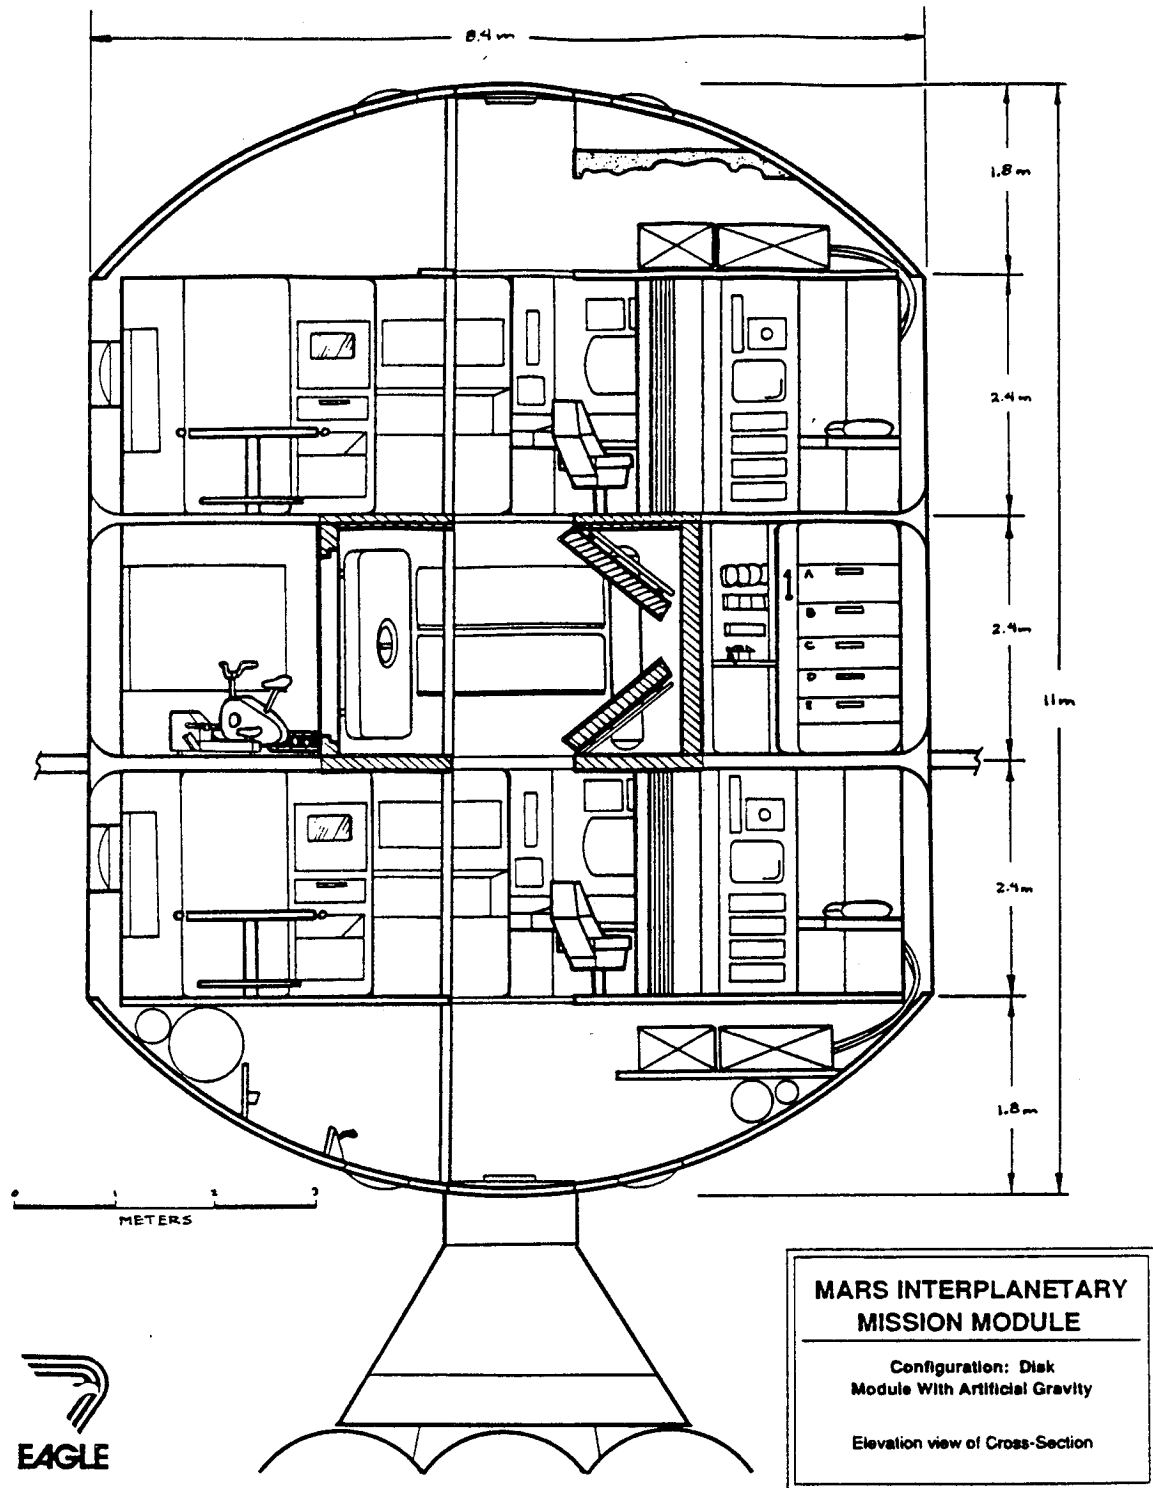 8.4 m
1.8 m
2.4 m
A
B
C
D
E
2.4 m
11 m
2.4 m
1.8 m
0 1 2 3
METERS
MARS INTERPLANETARY
MISSION MODULE
Configuration: Disk
Module With Artificial Gravity
Elevation view of Cross-Section
EAGLE